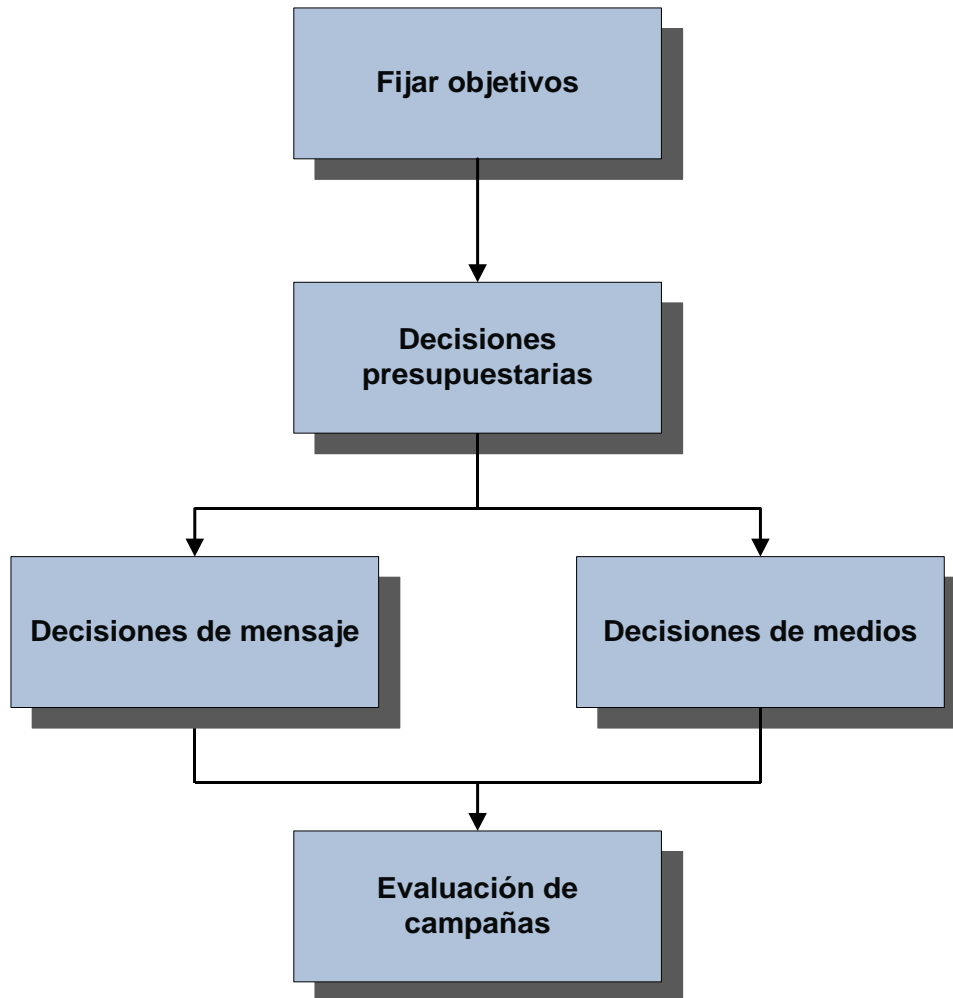 Fijar objetivos
Decisiones
presupuestarias
Decisiones de mensaje
Decisiones de medios
Evaluación de
campañas